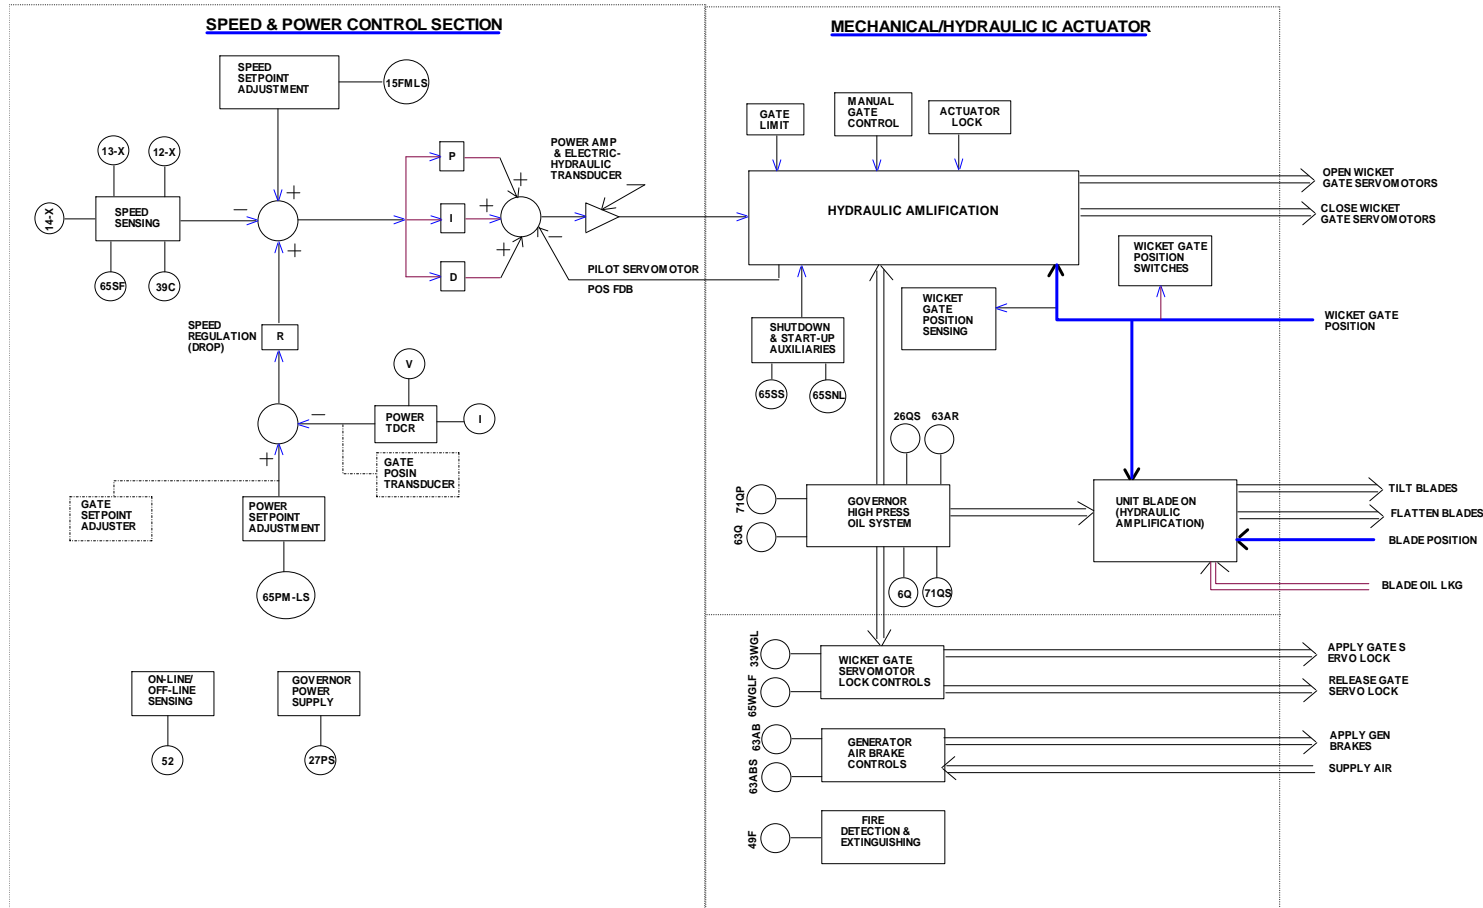 SPEED & POWER CONTROL SECTION
MECHANICAL/HYDRAULIC IC ACTUATOR
SPEED
SETPOINT
ADJUSTMENT
15FMLS
13-X
12-X
14-X
SPEED
SENSING
65SF
39C
P
I
D
POWER AMP
& ELECTRIC-
HYDRAULIC
TRANSDUCER
PILOT SERVOMOTOR
POS FDB
SPEED
REGULATION
(DROP)
R
V
POWER
TDCR
I
GATE
POSIN
TRANSDUCER
GATE
SETPOINT
ADJUSTER
POWER
SETPOINT
ADJUSTMENT
65PM-LS
ON-LINE/
OFF-LINE
SENSING
52
GOVERNOR
POWER
SUPPLY
27PS
GATE
LIMIT
MANUAL
GATE
CONTROL
ACTUATOR
LOCK
HYDRAULIC AMLIFICATION
OPEN WICKET
GATE SERVOMOTORS
CLOSE WICKET
GATE SERVOMOTORS
WICKET GATE
POSITION
SWITCHES
WICKET
GATE
POSITION
SENSING
WICKET GATE
POSITION
SHUTDOWN
& START-UP
AUXILIARIES
65SS
65SNL
26QS
63AR
71QP
63Q
GOVERNOR
HIGH PRESS
OIL SYSTEM
6Q
71QS
UNIT BLADE ON
(HYDRAULIC
AMPLIFICATION)
TILT BLADES
FLATTEN BLADES
BLADE POSITION
BLADE OIL LKG
33WGL
65WGLF
WICKET GATE
SERVOMOTOR
LOCK CONTROLS
APPLY GATE S
ERVO LOCK
RELEASE GATE
SERVO LOCK
63AB
63ABS
GENERATOR
AIR BRAKE
CONTROLS
APPLY GEN
BRAKES
SUPPLY AIR
49F
FIRE
DETECTION &
EXTINGUISHING